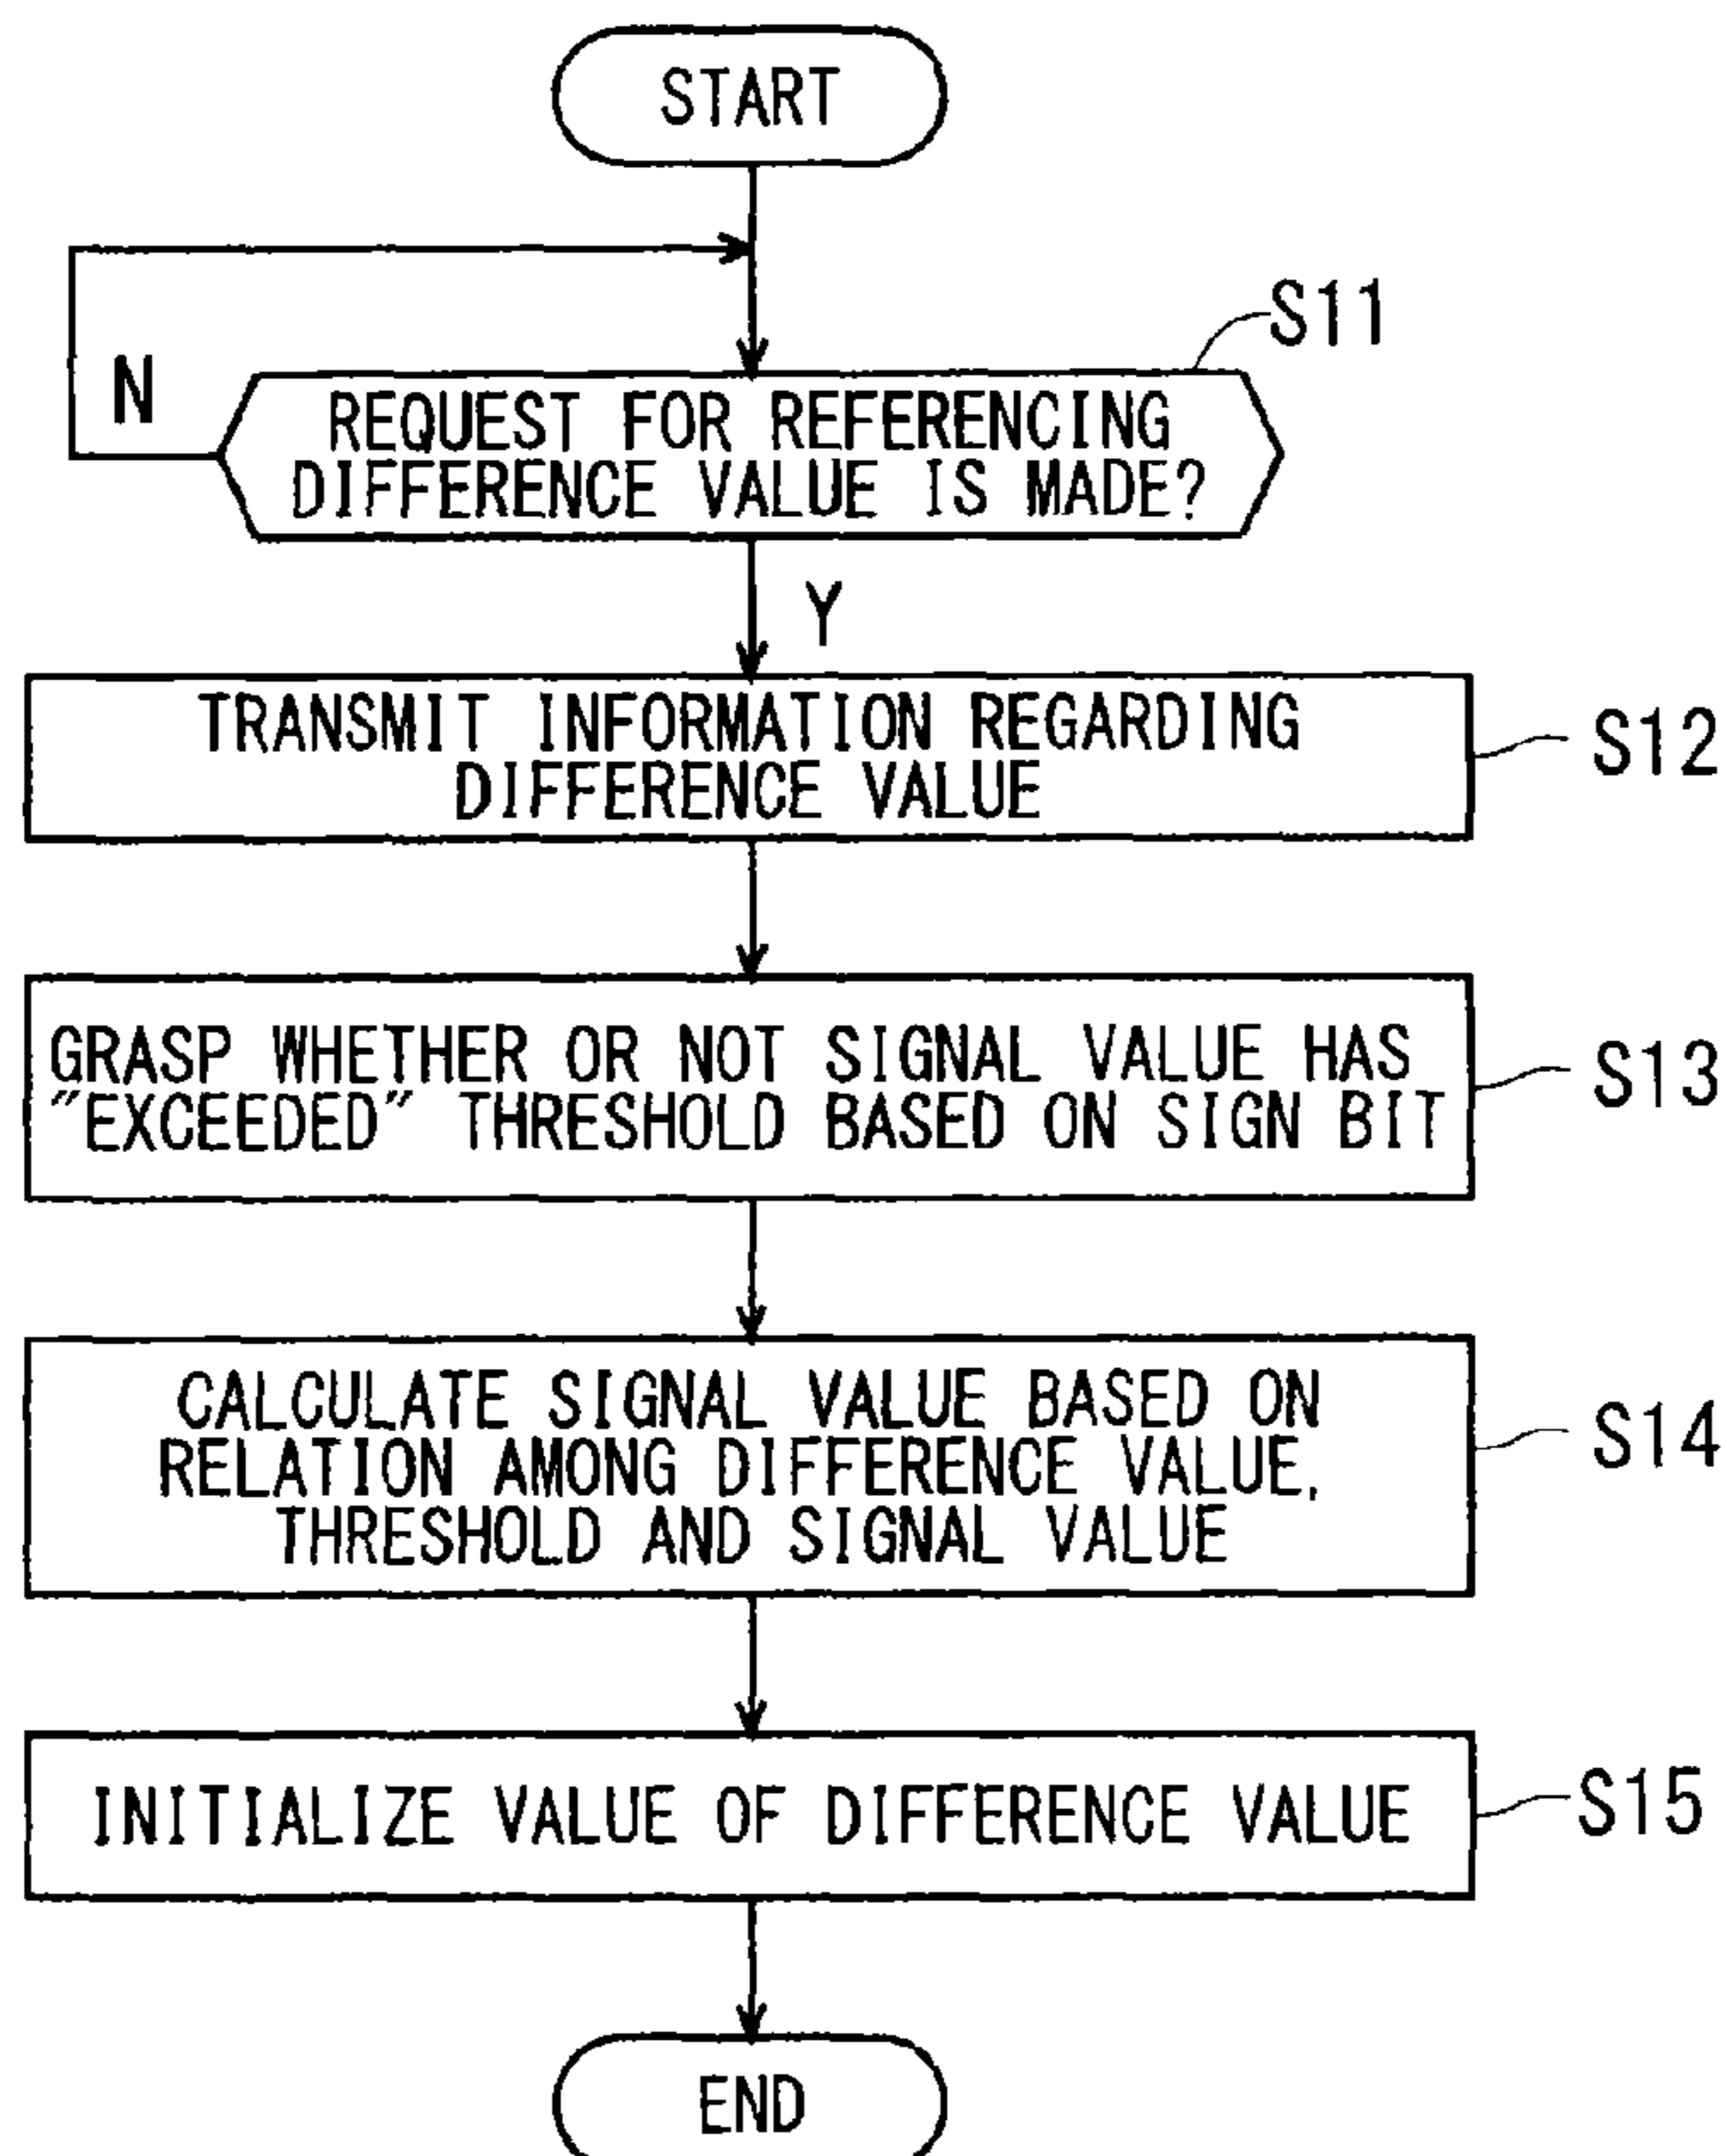 START
S11
N
REQUEST FOR REFERENCING
DIFFERENCE VALUE IS MADE?
Y
TRANSMIT INFORMATION REGARDING
DIFFERENCE VALUE
S12
GRASP WHETHER OR NOT SIGNAL VALUE HAS
"EXCEEDED" THRESHOLD BASED ON SIGN BIT
S13
CALCULATE SIGNAL VALUE BASED ON
RELATION AMONG DIFFERENCE VALUE,
THRESHOLD AND SIGNAL VALUE
S14
INITIALIZE VALUE OF DIFFERENCE VALUE
S15
END